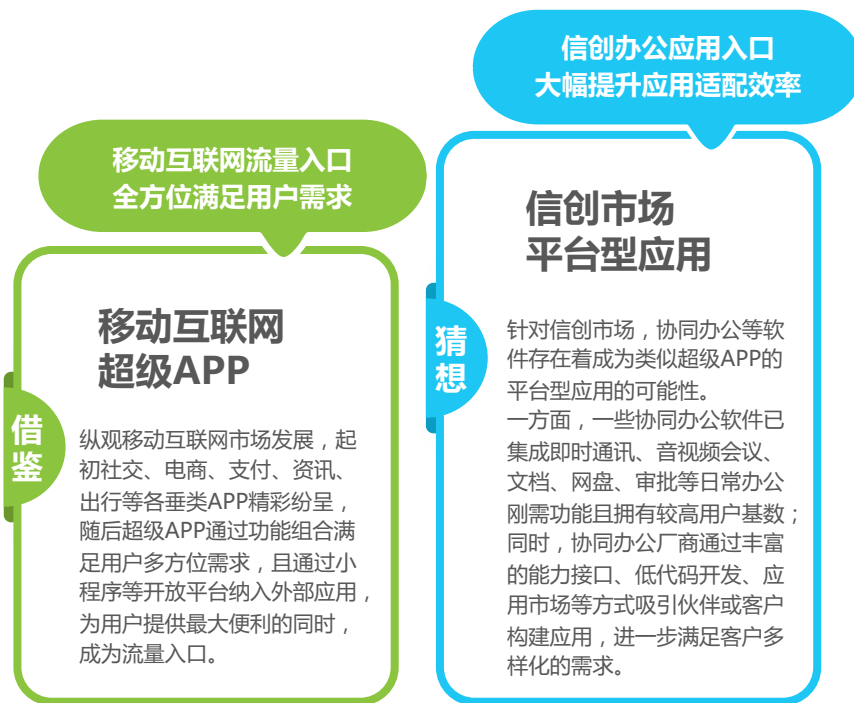 移动互联网流量入口
全方位满足用户需求
移动互联网
超级APP
借鉴
纵观移动互联网市场发展，起
初社交、电商、支付、资讯、
出行等各垂类APP精彩纷呈，
随后超级APP通过功能组合满
足用户多方位需求，且通过小
程序等开放平台纳入外部应用，
为用户提供最大便利的同时，
成为流量入口。
信创办公应用入口
大幅提升应用适配效率
信创市场
平台型应用
猜想
针对信创市场，协同办公等软
件存在着成为类似超级APP的
平台型应用的可能性。
一方面，一些协同办公软件已
集成即时通讯、音视频会议、
文档、网盘、审批等日常办公
刚需功能且拥有较高用户基数；
同时，协同办公厂商通过丰富
的能力接口、低代码开发、应
用市场等方式吸引伙伴或客户
构建应用，进一步满足客户多
样化的需求。